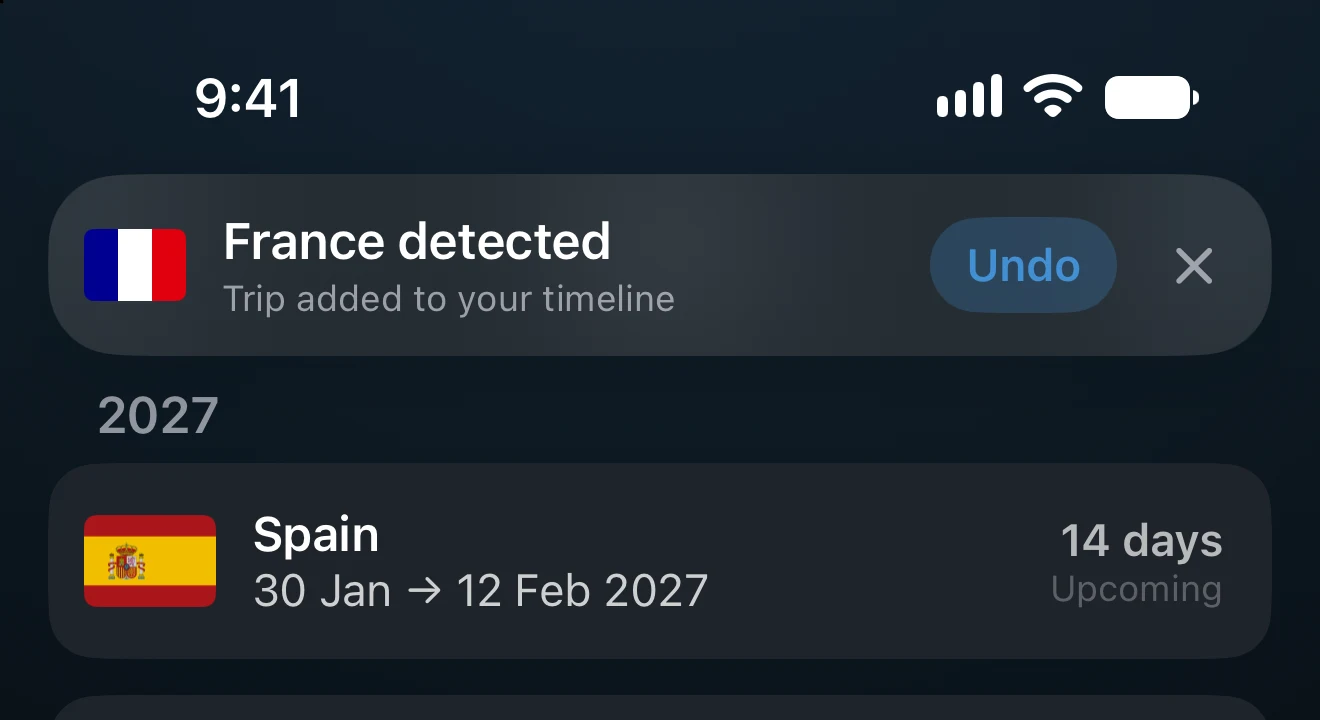 9:41
France detected
Trip added to your timeline
Undo
2027
Spain
30 Jan → 12 Feb 2027
14 days
Upcoming